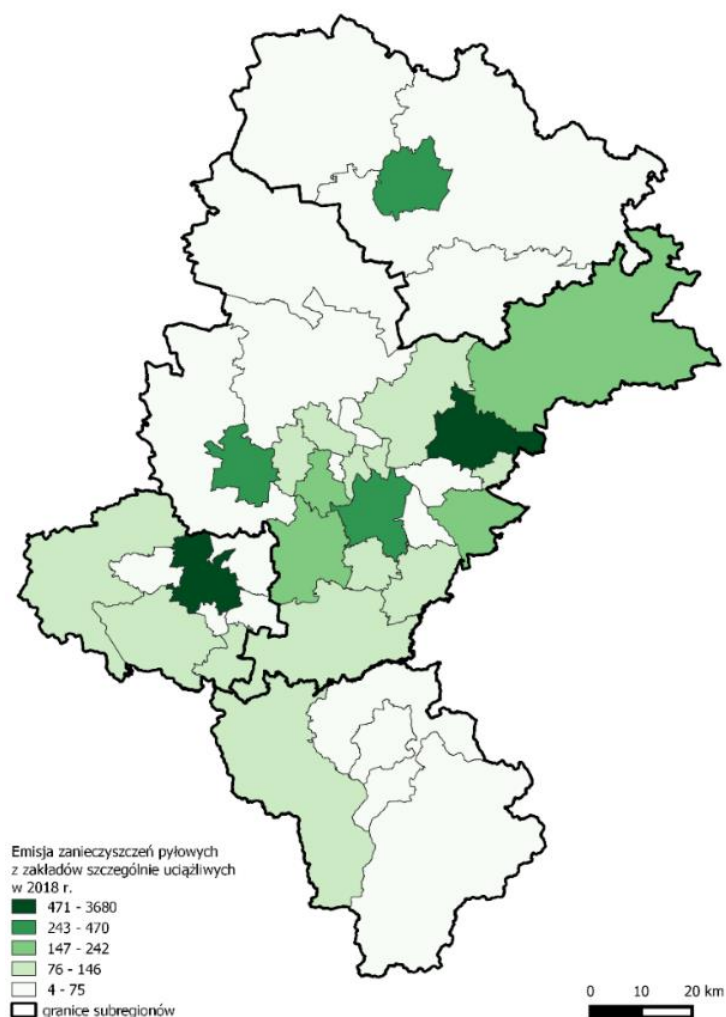 Emisja zanieczyszczeń pyłowych
z zakładów szczególnie uciążliwych
w 2018 r.
471 - 3680
243 - 470
147 - 242
76 - 146
4 - 75
granice subregionów
0 10 20 km